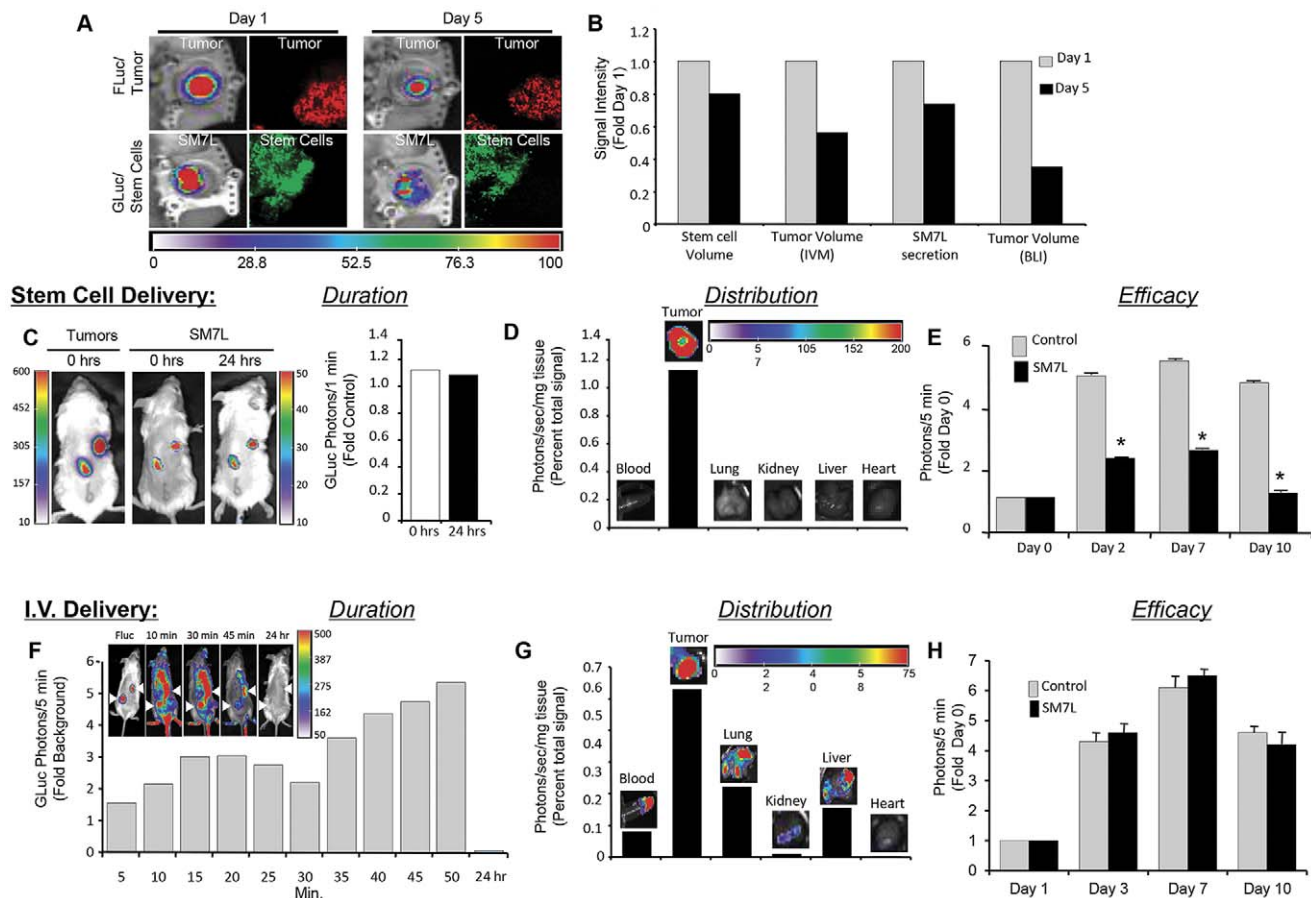 A
Day 1
Day 5
FLuc/
Tumor
Tumor
Tumor
Tumor
Tumor
GLuc/
Stem Cells
SM7L
Stem Cells
SM7L
Stem Cells
0 28.8 52.5 76.3 100
B
Signal Intensity
(Fold Day 1)
1.2
1.0
0.8
0.6
0.4
0.2
0
Day 1
Day 5
Stem cell
Volume
Tumor Volume
(IVM)
SM7L
secretion
Tumor Volume
(BLI)
Stem Cell Delivery:
Duration
Distribution
Efficacy
C
Tumors
SM7L
0 hrs
0 hrs
24 hrs
600
452
305
157
10
50
40
30
20
10
GLuc Photons/1 min
(Fold Control)
1.4
1.2
1.0
0.8
0.6
0.4
0.2
0
0 hrs
24 hrs
D
Photons/sec/mg tissue
(Percent total signal)
1.4
1.2
1.0
0.8
0.6
0.4
0.2
0
Tumor
0 5 105 152 200
7
Blood
Lung
Kidney
Liver
Heart
E
Photons/5 min
(Fold Day 0)
6
4
2
0
Control
SM7L
*
*
*
Day 0
Day 2
Day 7
Day 10
I.V. Delivery:
Duration
Distribution
Efficacy
F
Fluc
10 min
30 min
45 min
24 hr
500
387
275
162
50
GLuc Photons/5 min
(Fold Background)
6
5
4
3
2
1
0
5 10 15 20 25 30 35 40 45 50 24 hr
Min.
G
Photons/sec/mg tissue
(Percent total signal)
0.7
0.6
0.5
0.4
0.3
0.2
0.1
0
Tumor
0 2 4 5 75
2 0 8
Blood
Lung
Kidney
Liver
Heart
H
Photons/5 min
(Fold Day 0)
7
6
5
4
3
2
1
0
Control
SM7L
Day 1
Day 3
Day 7
Day 10